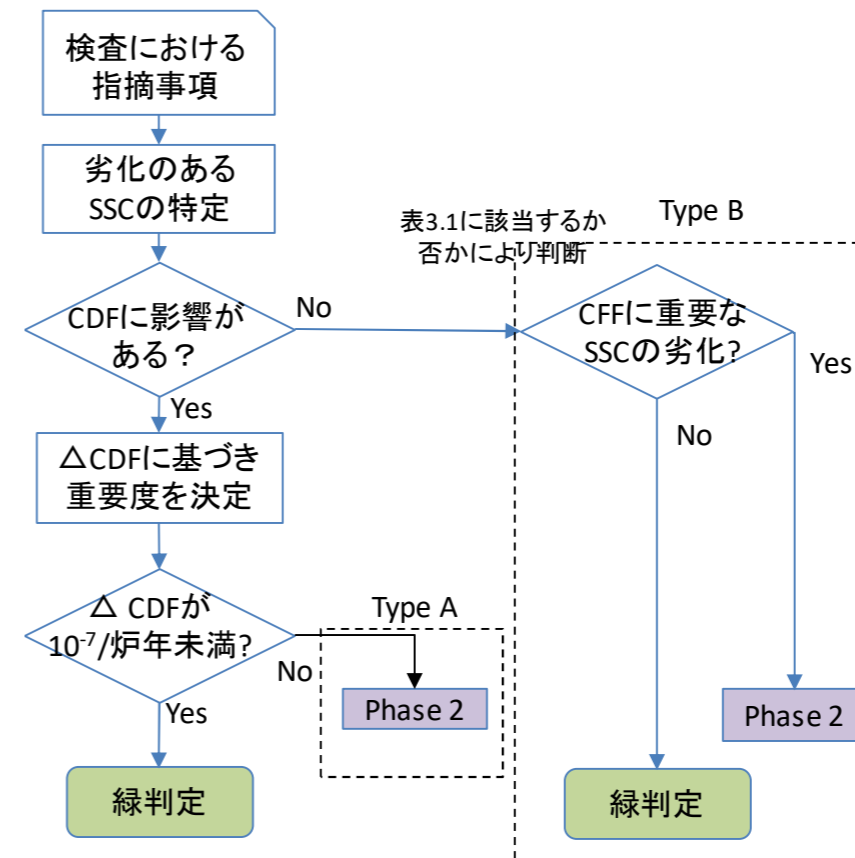 検査における
指摘事項
劣化のある
SSCの特定
表3.1に該当するか
否かにより判断
Type B
CDFに影響が
ある？
No
Yes
CFFに重要な
SSCの劣化?
Yes
No
△CDFに基づき
重要度を決定
△ CDFが
10⁻⁷/炉年未満?
No
Yes
Type A
Phase 2
Phase 2
緑判定
緑判定